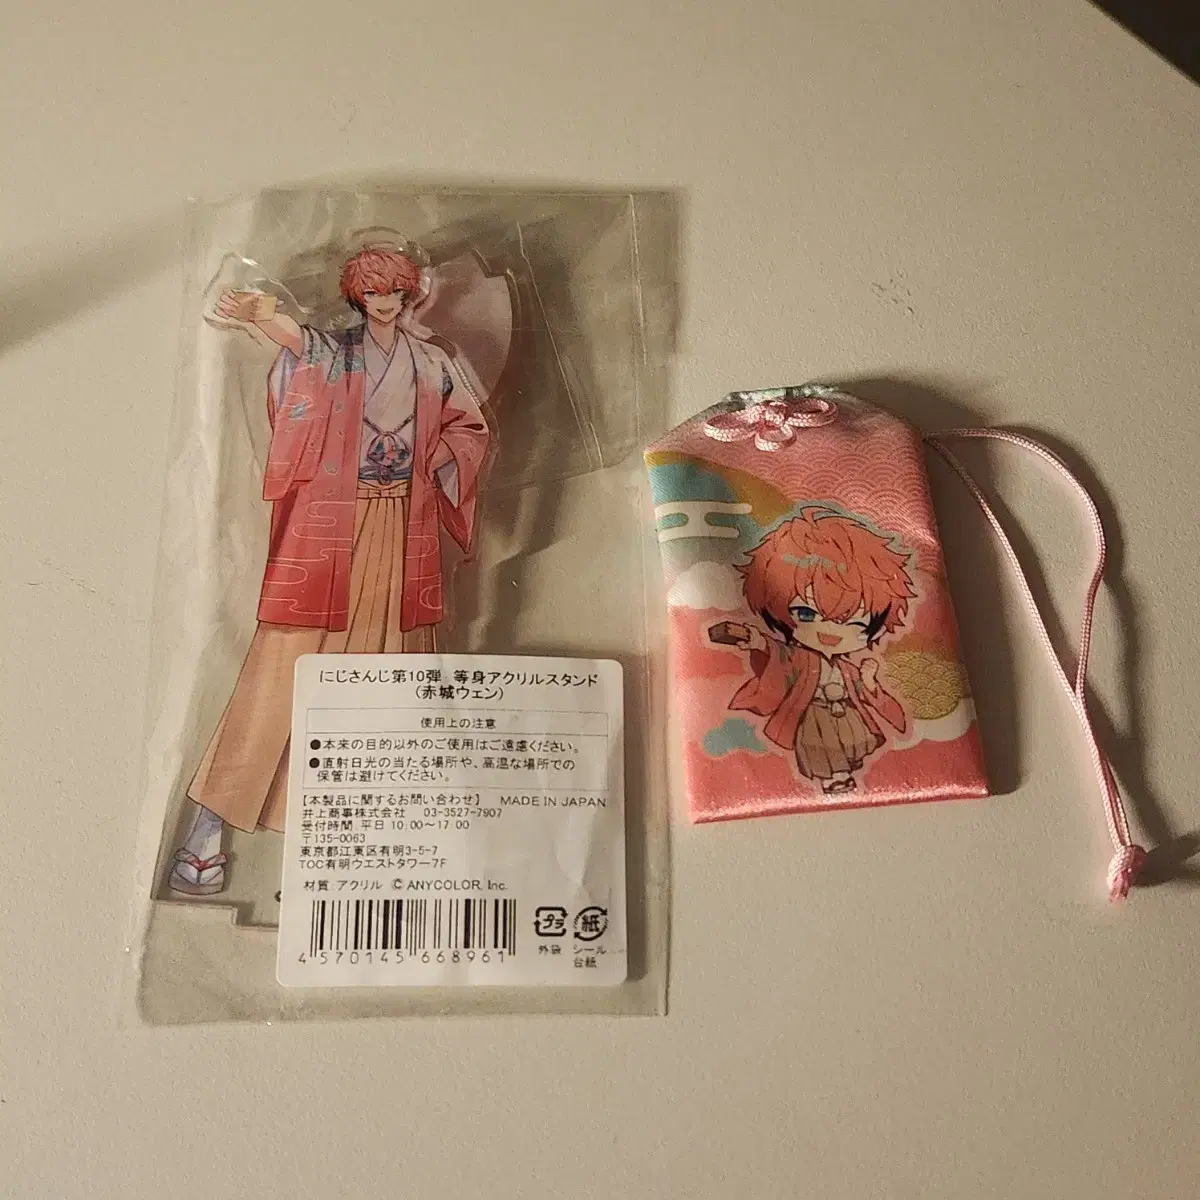 にじさんじ第10弾 等身アクリルスタンド
(赤城ウェン)
使用上の注意
●本来の目的以外のご使用はご遠慮ください。
●直射日光の当たる場所や、高温な場所での
保管は避けてください。
【本製品に関するお問い合わせ】 MADE IN JAPAN
井上商事株式会社 03-3527-7907
受付時間:平日 10:00〜17:00
〒135-0063
東京都江東区有明3-5-7
TOC有明ウエストタワー7F
材質:アクリル © ANYCOLOR, Inc.
4 570145 668961
プラ 紙
外袋 シール
台紙